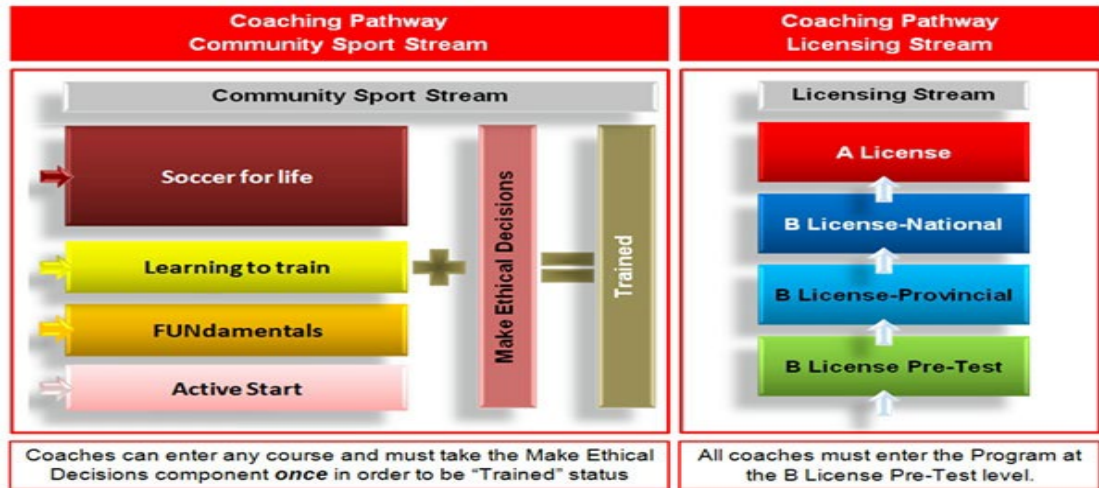 Coaching Pathway
Community Sport Stream
Community Sport Stream
Soccer for life
Learning to train
FUNdamentals
Active Start
Make Ethical Decisions
Trained
Coaches can enter any course and must take the Make Ethical
Decisions component once in order to be “Trained” status
Coaching Pathway
Licensing Stream
Licensing Stream
A License
B License-National
B License-Provincial
B License Pre-Test
All coaches must enter the Program at
the B License Pre-Test level.